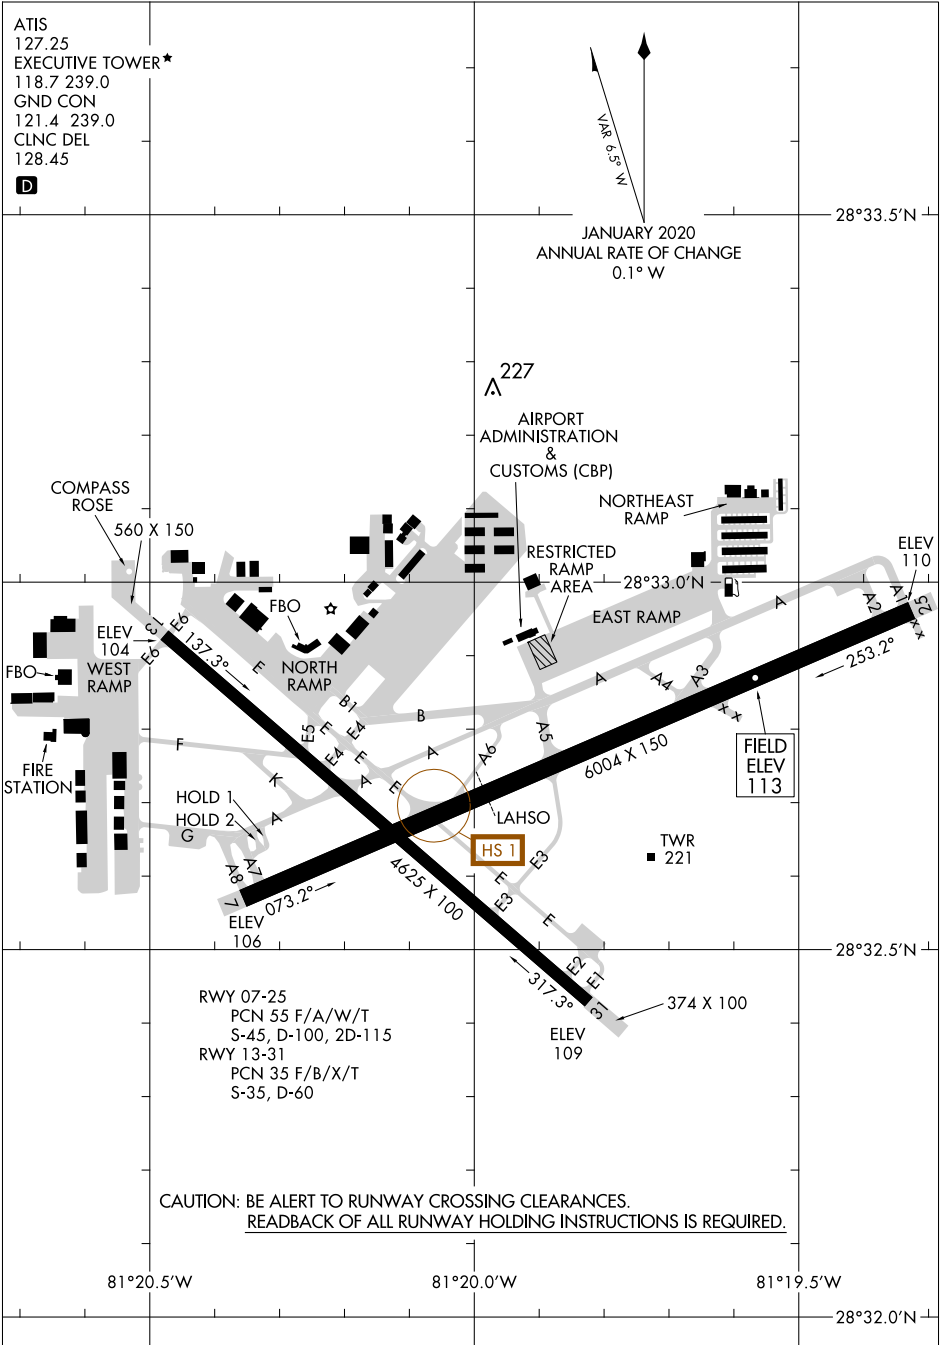 ATIS
127.25
EXECUTIVE TOWER★
118.7 239.0
GND CON
121.4 239.0
CLNC DEL
128.45
D
VAR 6.5° W
JANUARY 2020
ANNUAL RATE OF CHANGE
0.1° W
28°33.5'N
227
AIRPORT
ADMINISTRATION
&
CUSTOMS (CBP)
COMPASS
ROSE
560 X 150
NORTHEAST
RAMP
RESTRICTED
RAMP
AREA
28°33.0'N
ELEV
110
EAST RAMP
A
A2
A1
25
x x
253.2°
FBO
ELEV
104
13
E6
E6
137.3°
E
NORTH
RAMP
FBO
WEST
RAMP
FIRE
STATION
B1
B
A
A4
A3
x x
E5
E
E4
E4
E
A
E
A
A6
A5
6004 X 150
FIELD
ELEV
113
F
K
A
HOLD 1
HOLD 2
G
A7
A8
7
073.2°
ELEV
106
LAHSO
HS 1
TWR
221
4625 X 100
E
E3
E3
E
28°32.5'N
E2
E1
317.3°
31
374 X 100
ELEV
109
RWY 07-25
PCN 55 F/A/W/T
S-45, D-100, 2D-115
RWY 13-31
PCN 35 F/B/X/T
S-35, D-60
CAUTION: BE ALERT TO RUNWAY CROSSING CLEARANCES.
READBACK OF ALL RUNWAY HOLDING INSTRUCTIONS IS REQUIRED.
81°20.5'W
81°20.0'W
81°19.5'W
28°32.0'N